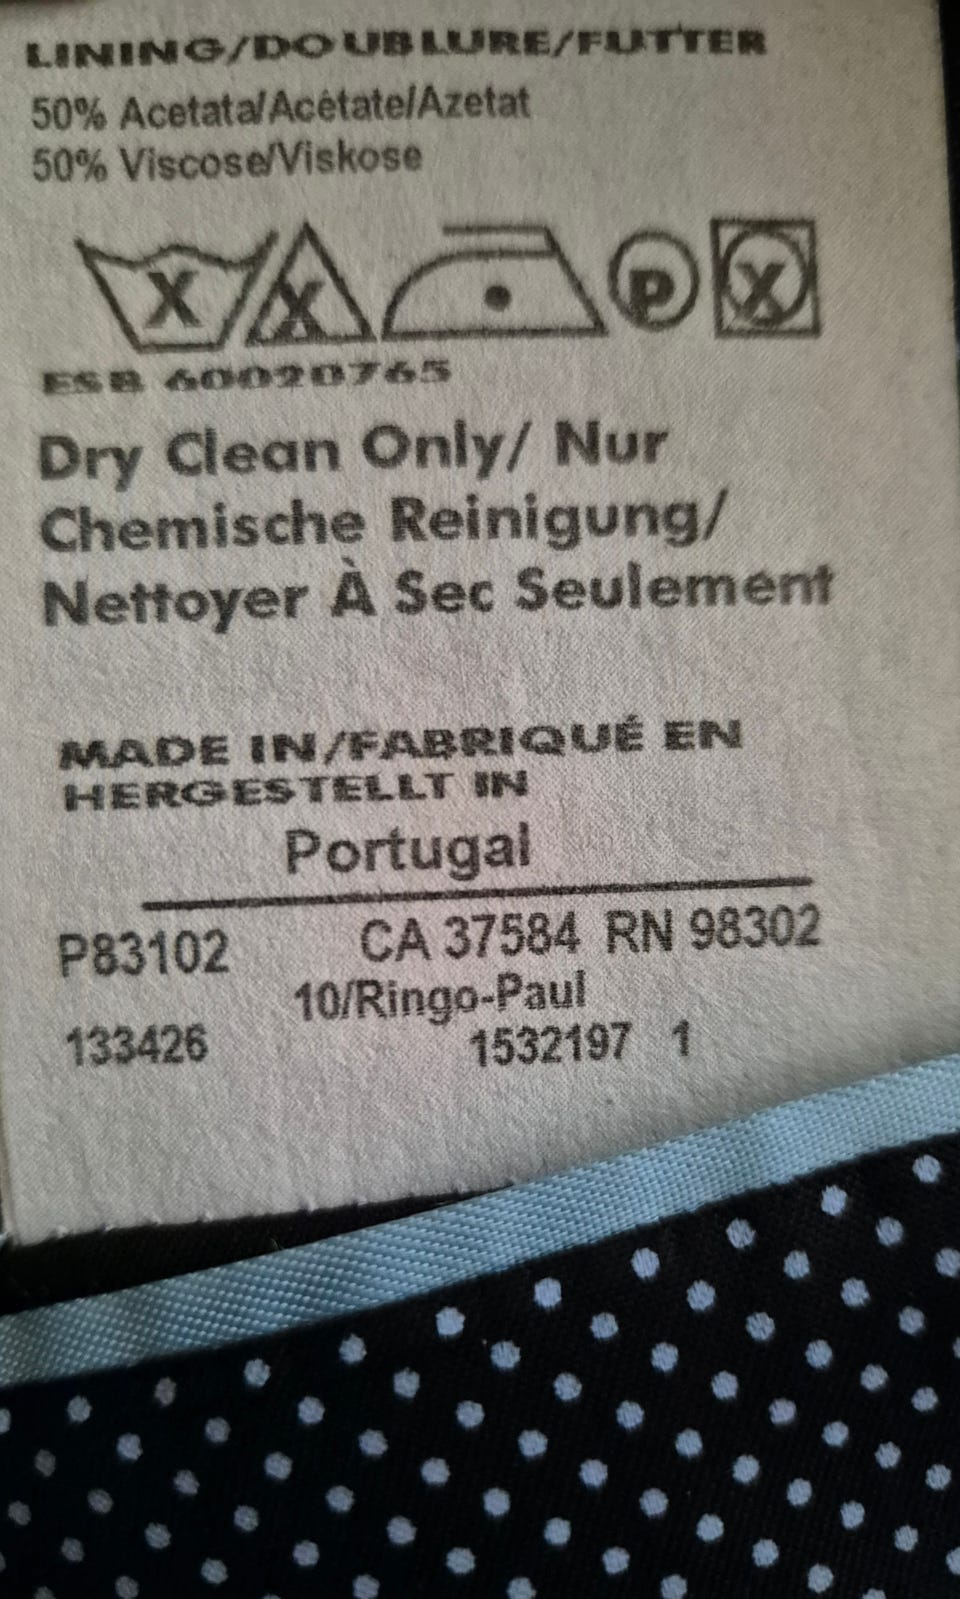 LINING/DOUBLURE/FUTTER
50% Acetata/Acétate/Azetat
50% Viscose/Viskose
X X P X
ESB 60020765
Dry Clean Only/ Nur
Chemische Reinigung/
Nettoyer À Sec Seulement
MADE IN/FABRIQUÉ EN
HERGESTELLT IN
Portugal
P83102 CA 37584 RN 98302
10/Ringo-Paul
133426 1532197 1